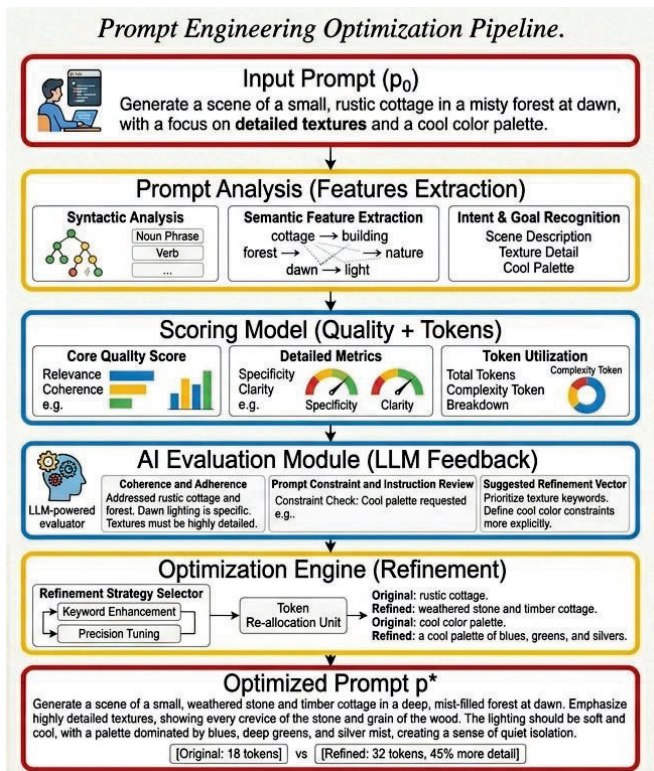 Prompt Engineering Optimization Pipeline.
Input Prompt (p₀)
Generate a scene of a small, rustic cottage in a misty forest at dawn,
with a focus on detailed textures and a cool color palette.
Prompt Analysis (Features Extraction)
Syntactic Analysis
Noun Phrase
Verb
...
Semantic Feature Extraction
cottage → building
forest → nature
dawn → light
Intent & Goal Recognition
Scene Description
Texture Detail
Cool Palette
Scoring Model (Quality + Tokens)
Core Quality Score
Relevance
Coherence
e.g.
Detailed Metrics
Specificity
Clarity
e.g.
Specificity
Clarity
Token Utilization
Total Tokens
Complexity Token
Breakdown
Complexity Token
AI Evaluation Module (LLM Feedback)
LLM-powered
evaluator
Coherence and Adherence
Addressed rustic cottage and
forest. Dawn lighting is specific.
Textures must be highly detailed.
Prompt Constraint and Instruction Review
Constraint Check: Cool palette requested
e.g..
Suggested Refinement Vector
Prioritize texture keywords.
Define cool color constraints
more explicitly.
Optimization Engine (Refinement)
Refinement Strategy Selector
Keyword Enhancement
Precision Tuning
Token
Re-allocation Unit
Original: rustic cottage.
Refined: weathered stone and timber cottage.
Original: cool color palette.
Refined: a cool palette of blues, greens, and silvers.
Optimized Prompt p*
Generate a scene of a small, weathered stone and timber cottage in a deep, mist-filled forest at dawn. Emphasize
highly detailed textures, showing every crevice of the stone and grain of the wood. The lighting should be soft and
cool, with a palette dominated by blues, deep greens, and silver mist, creating a sense of quiet isolation.
[Original: 18 tokens] vs [Refined: 32 tokens, 45% more detail]